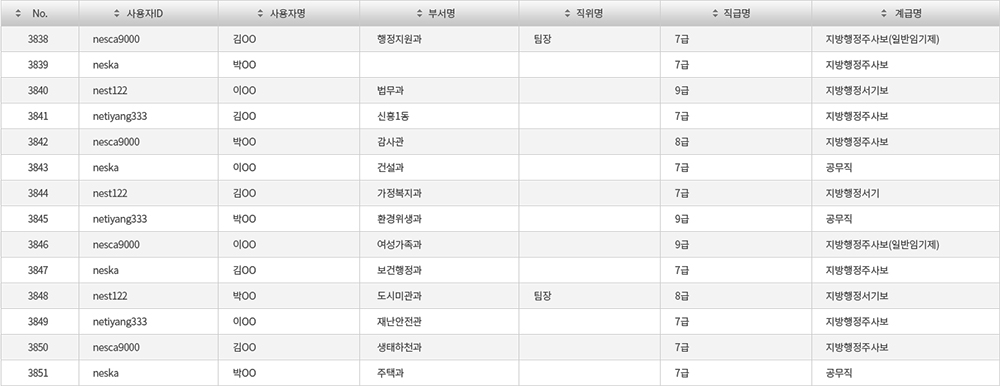 No. 사용자ID 사용자명 부서명 직위명 직급명 계급명
3838 nesca9000 김OO 행정지원과 팀장 7급 지방행정주사보(일반임기제)
3839 neska 박OO 7급 지방행정주사보
3840 nest122 이OO 법무과 9급 지방행정서기보
3841 netiyang333 김OO 신흥1동 7급 지방행정주사보
3842 nesca9000 박OO 감사관 8급 지방행정주사보
3843 neska 이OO 건설과 7급 공무직
3844 nest122 김OO 가정복지과 7급 지방행정서기
3845 netiyang333 박OO 환경위생과 9급 공무직
3846 nesca9000 이OO 여성가족과 9급 지방행정주사보(일반임기제)
3847 neska 김OO 보건행정과 7급 지방행정주사보
3848 nest122 박OO 도시미관과 팀장 8급 지방행정서기보
3849 netiyang333 이OO 재난안전관 7급 지방행정주사보
3850 nesca9000 김OO 생태하천과 7급 지방행정주사보
3851 neska 박OO 주택과 7급 공무직